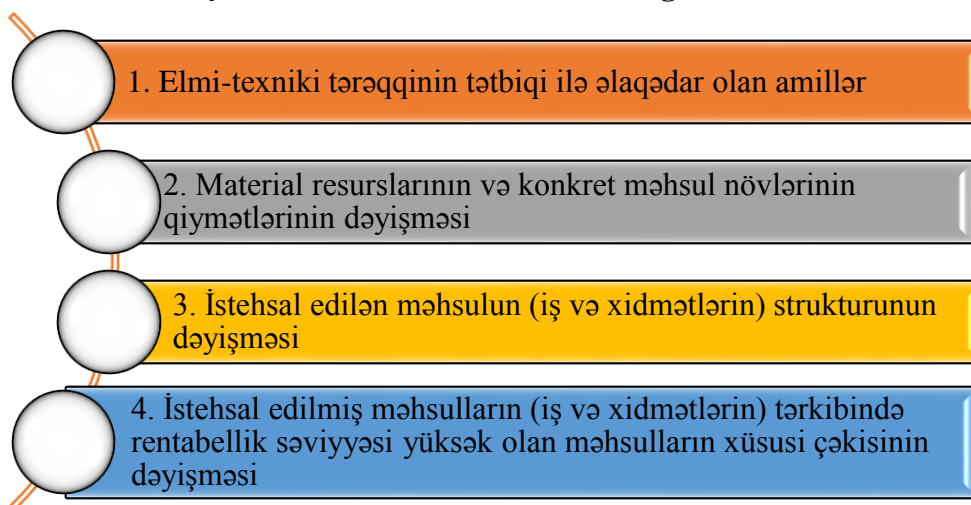 1. Elmi-texniki tərəqqinin tətbiqi ilə əlaqədar olan amillər
2. Material resurslarının və konkret məhsul növlərinin
qiymətlərinin dəyişməsi
3. İstehsal edilən məhsulun (iş və xidmətlərin) strukturunun
dəyişməsi
4. İstehsal edilmiş məhsulların (iş və xidmətlərin) tərkibində
rentabellik səviyyəsi yüksək olan məhsulların xüsusi çəkisinin
dəyişməsi